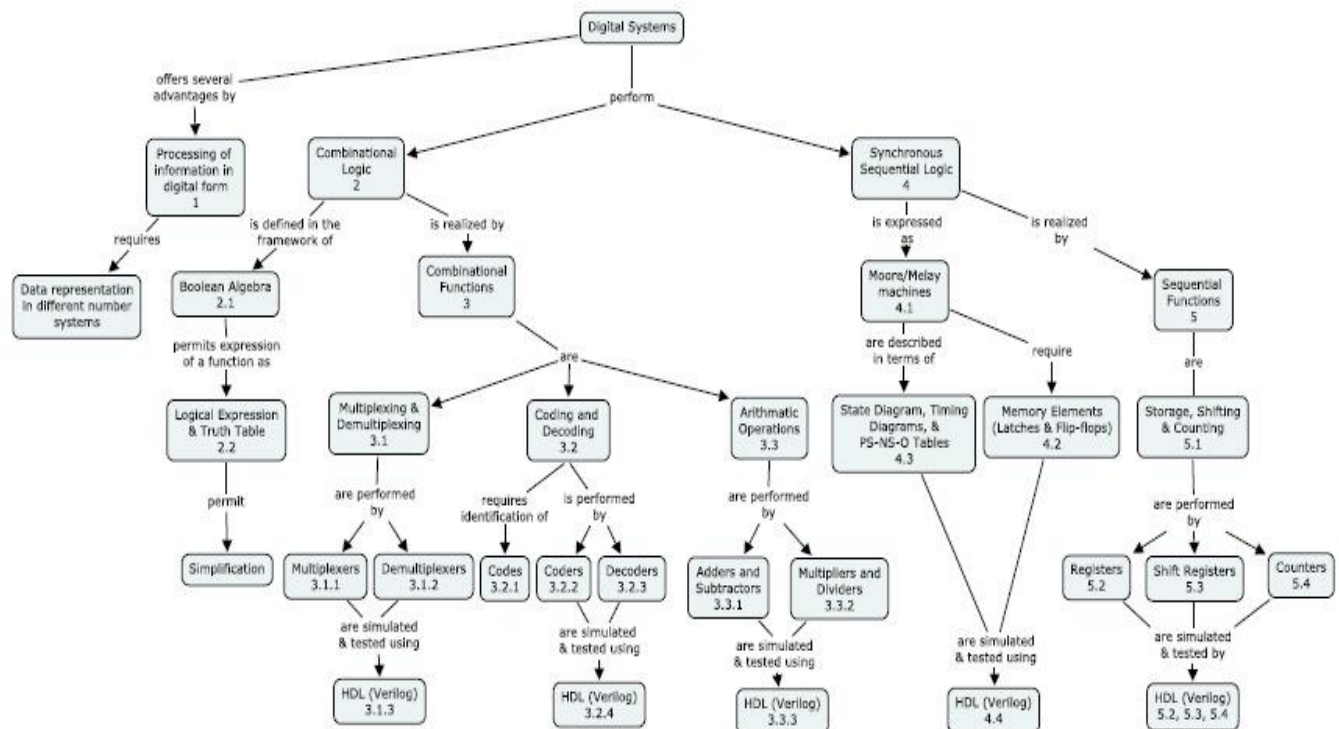 Digital Systems
offers several
advantages by
perform
Processing of
information in
digital form
1
Combinational
Logic
2
Synchronous
Sequential Logic
4
requires
is defined in the
framework of
is realized by
is expressed
as
is realized
by
Data representation
in different number
systems
Boolean Algebra
2.1
Combinational
Functions
3
Moore/Melay
machines
4.1
Sequential
Functions
5
permits expression
of a function as
are
are described
in terms of
require
are
Logical Expression
& Truth Table
2.2
Multiplexing &
Demultiplexing
3.1
Coding and
Decoding
3.2
Arithmatic
Operations
3.3
State Diagram, Timing
Diagrams, &
PS-NS-O Tables
4.3
Memory Elements
(Latches & Flip-flops)
4.2
Storage, Shifting
& Counting
5.1
permit
are performed
by
requires
identification of
is performed
by
are performed
by
are performed
by
Simplification
Multiplexers
3.1.1
Demultiplexers
3.1.2
Codes
3.2.1
Coders
3.2.2
Decoders
3.2.3
Adders and
Subtractors
3.3.1
Multipliers and
Dividers
3.3.2
Registers
5.2
Shift Registers
5.3
Counters
5.4
are simulated
& tested using
are simulated
& tested using
are simulated
& tested using
are simulated
& tested using
are simulated
& tested by
HDL (Verilog)
3.1.3
HDL (Verilog)
3.2.4
HDL (Verilog)
3.3.3
HDL (Verilog)
4.4
HDL (Verilog)
5.2, 5.3, 5.4